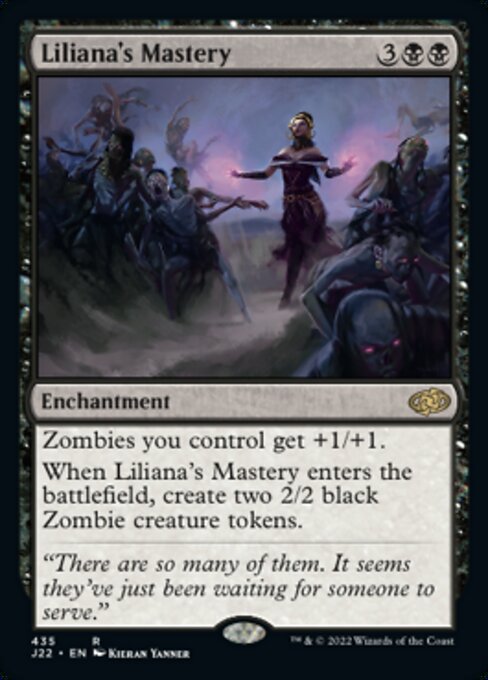 Liliana's Mastery 3
Enchantment
Zombies you control get +1/+1.
When Liliana's Mastery enters the
battlefield, create two 2/2 black
Zombie creature tokens.
“There are so many of them. It seems
they've just been waiting for someone to
serve.”
435 R
J22 • EN Kieran Yanner
™ & © 2022 Wizards of the Coast